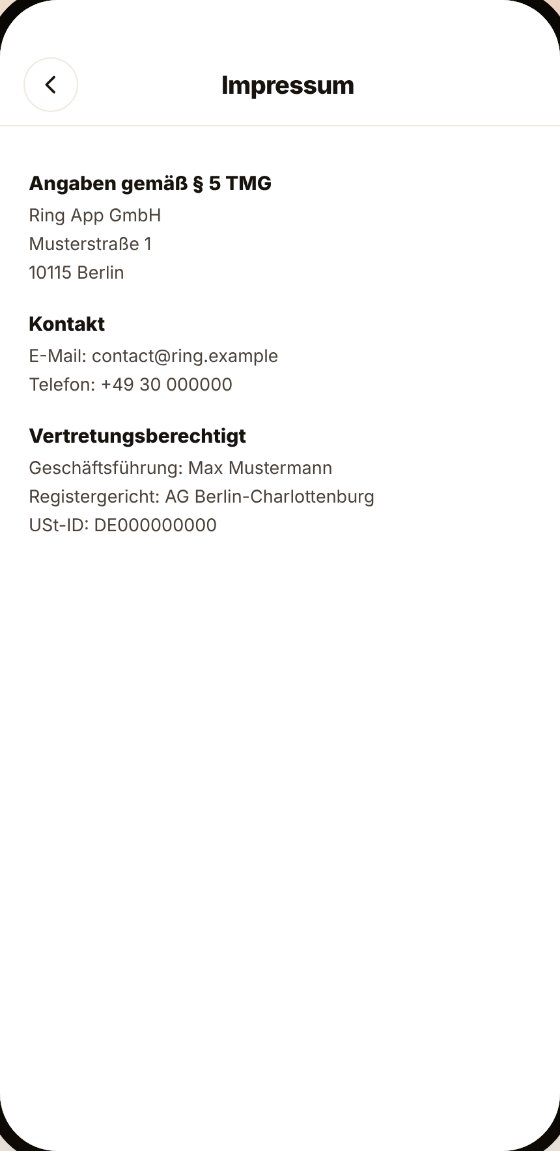 Impressum
Angaben gemäß § 5 TMG
Ring App GmbH
Musterstraße 1
10115 Berlin
Kontakt
E-Mail: contact@ring.example
Telefon: +49 30 000000
Vertretungsberechtigt
Geschäftsführung: Max Mustermann
Registergericht: AG Berlin-Charlottenburg
USt-ID: DE000000000